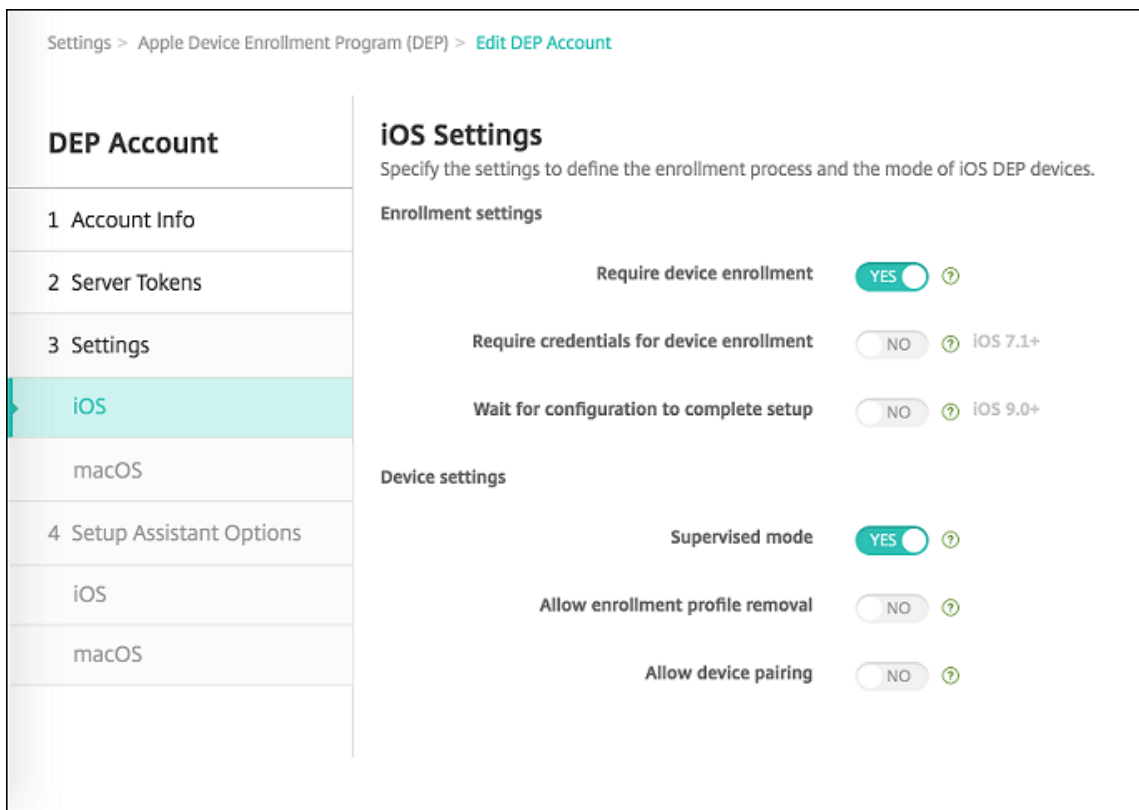 Settings > Apple Device Enrollment Program (DEP) > Edit DEP Account
DEP Account
1 Account Info
2 Server Tokens
3 Settings
iOS
macOS
4 Setup Assistant Options
iOS
macOS
iOS Settings
Specify the settings to define the enrollment process and the mode of iOS DEP devices.
Enrollment settings
Require device enrollment YES ?
Require credentials for device enrollment NO ? iOS 7.1+
Wait for configuration to complete setup NO ? iOS 9.0+
Device settings
Supervised mode YES ?
Allow enrollment profile removal NO ?
Allow device pairing NO ?